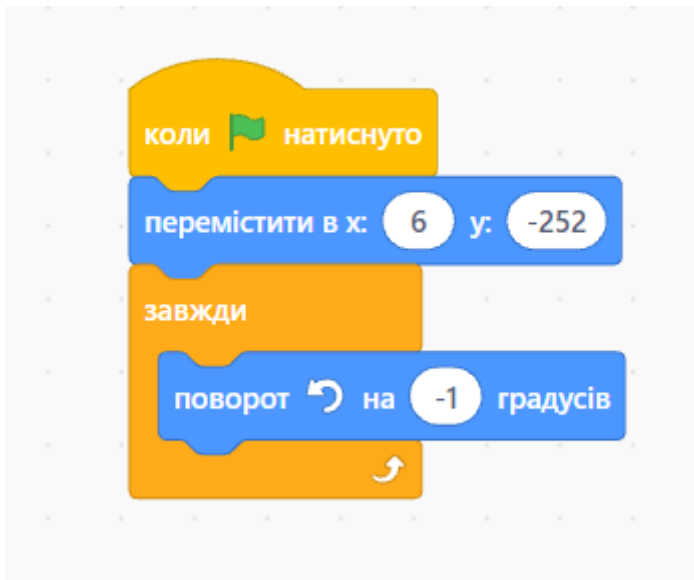 коли натиснуто
перемістити в x: 6 y: -252
завжди
поворот на -1 градусів